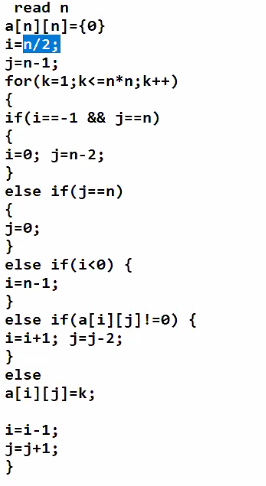 read n
a[n][n]={0}
i=n/2;
j=n-1;
for(k=1;k<=n*n;k++)
{
if(i==-1 && j==n)
{
i=0; j=n-2;
}
else if(j==n)
{
j=0;
}
else if(i<0) {
i=n-1;
}
else if(a[i][j]!=0) {
i=i+1; j=j-2;
}
else
a[i][j]=k;
i=i-1;
j=j+1;
}